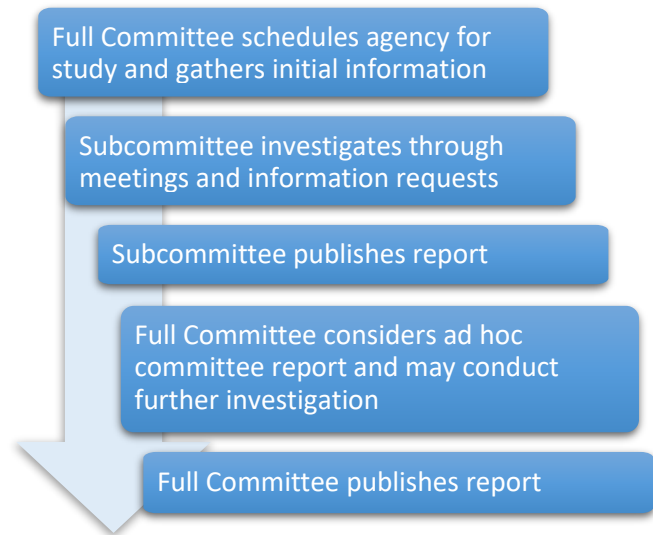 Full Committee schedules agency for
study and gathers initial information
Subcommittee investigates through
meetings and information requests
Subcommittee publishes report
Full Committee considers ad hoc
committee report and may conduct
further investigation
Full Committee publishes report